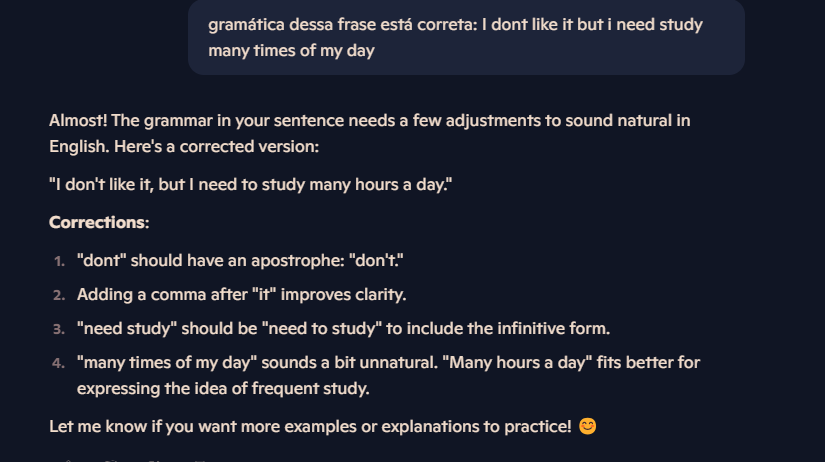 gramática dessa frase está correta: I dont like it but i need study
many times of my day
Almost! The grammar in your sentence needs a few adjustments to sound natural in
English. Here's a corrected version:
"I don't like it, but I need to study many hours a day."
Corrections:
1. "dont" should have an apostrophe: "don't."
2. Adding a comma after "it" improves clarity.
3. "need study" should be "need to study" to include the infinitive form.
4. "many times of my day" sounds a bit unnatural. "Many hours a day" fits better for
expressing the idea of frequent study.
Let me know if you want more examples or explanations to practice! 😊